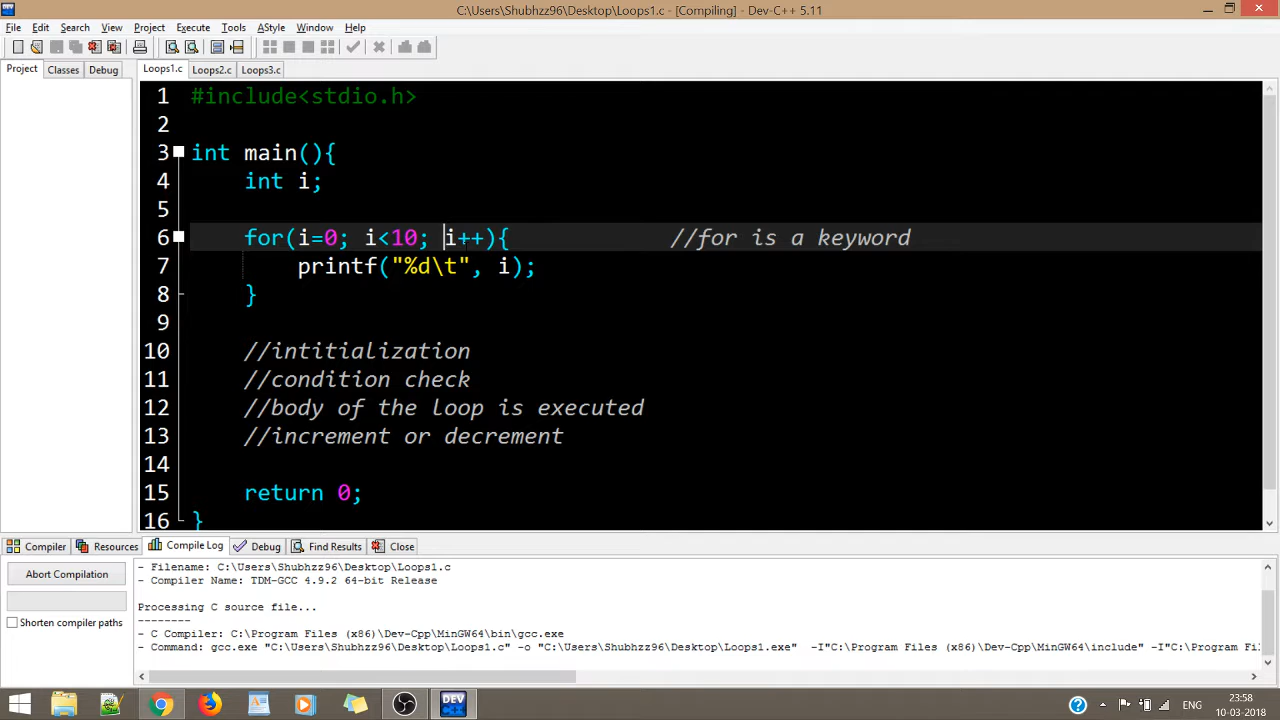 C:\Users\Shubhzz96\Desktop\Loops1.c - [Compiling] - Dev-C++ 5.11
File Edit Search View Project Execute Tools AStyle Window Help
Project Classes Debug Loops1.c Loops2.c Loops3.c
1 #include<stdio.h>
2
3 int main(){
4 int i;
5
6 for(i=0; i<10; i++){ //for is a keyword
7 printf("%d\t", i);
8 }
9
10 //intitialization
11 //condition check
12 //body of the loop is executed
13 //increment or decrement
14
15 return 0;
16 }
Compiler Resources Compile Log Debug Find Results Close
Abort Compilation
Shorten compiler paths
- Filename: C:\Users\Shubhzz96\Desktop\Loops1.c
- Compiler Name: TDM-GCC 4.9.2 64-bit Release
Processing C source file...
--------
- C Compiler: C:\Program Files (x86)\Dev-Cpp\MinGW64\bin\gcc.exe
- Command: gcc.exe "C:\Users\Shubhzz96\Desktop\Loops1.c" -o "C:\Users\Shubhzz96\Desktop\Loops1.exe" -I"C:\Program Files (x86)\Dev-Cpp\MinGW64\include" -I"C:\Program Fil
DEV
ENG
23:58
10-03-2018